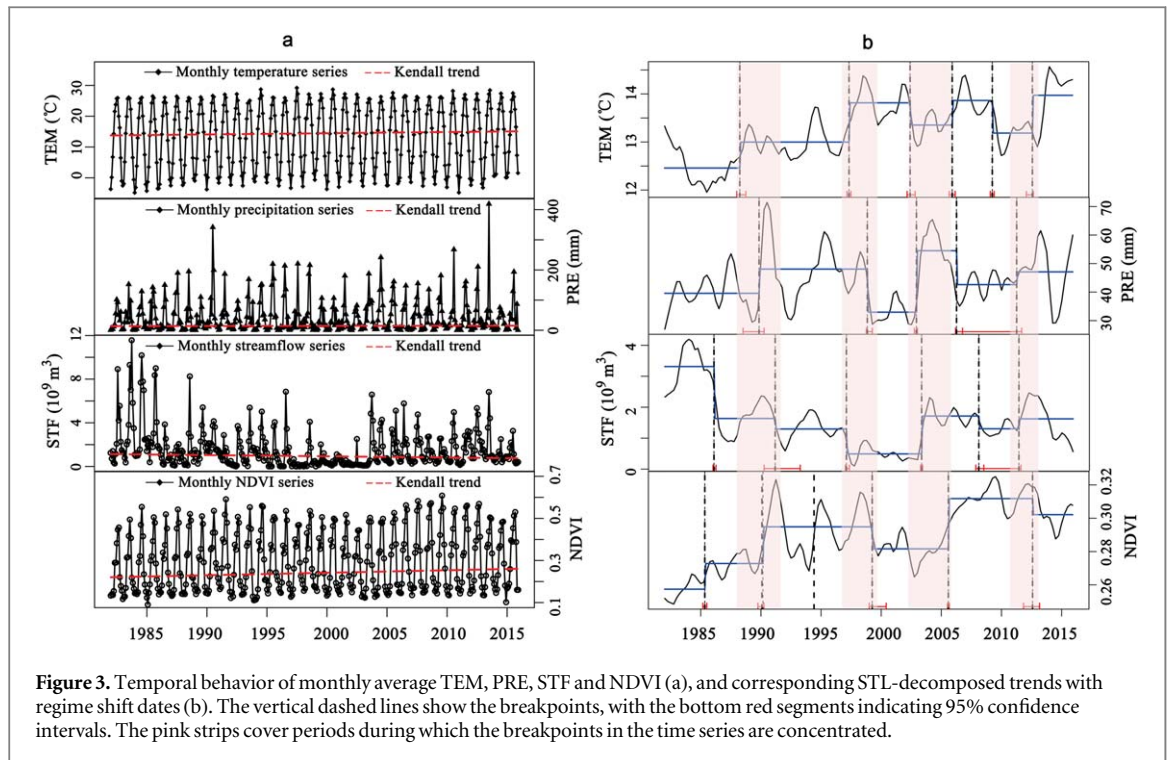 a
b
Monthly temperature series
Kendall trend
TEM (℃)
30
20
10
0
Monthly precipitation series
Kendall trend
PRE (mm)
400
200
0
Monthly streamflow series
Kendall trend
STF (10⁹ m³)
12
8
4
0
Monthly NDVI series
Kendall trend
NDVI
0.7
0.5
0.3
0.1
1985 1990 1995 2000 2005 2010 2015
TEM (℃)
14
13
12
PRE (mm)
70
60
50
40
30
STF (10⁹ m³)
4
2
0
NDVI
0.32
0.30
0.28
0.26
1985 1990 1995 2000 2005 2010 2015
Figure 3. Temporal behavior of monthly average TEM, PRE, STF and NDVI (a), and corresponding STL-decomposed trends with
regime shift dates (b). The vertical dashed lines show the breakpoints, with the bottom red segments indicating 95% confidence
intervals. The pink strips cover periods during which the breakpoints in the time series are concentrated.